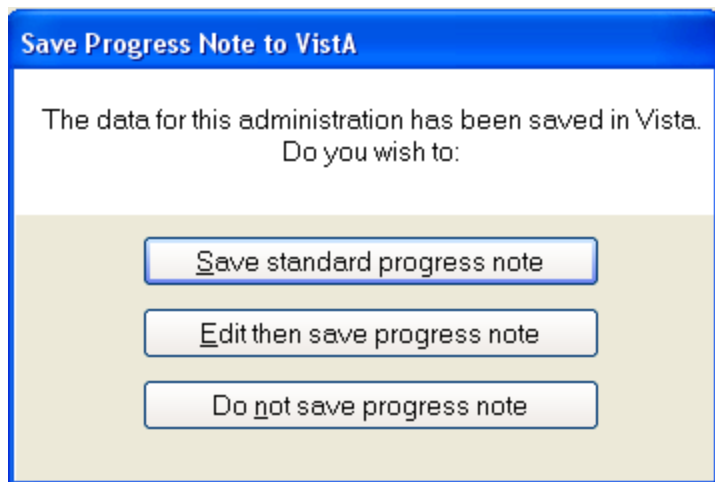 Save Progress Note to VistA
The data for this administration has been saved in Vista.
Do you wish to:
Save standard progress note
Edit then save progress note
Do not save progress note